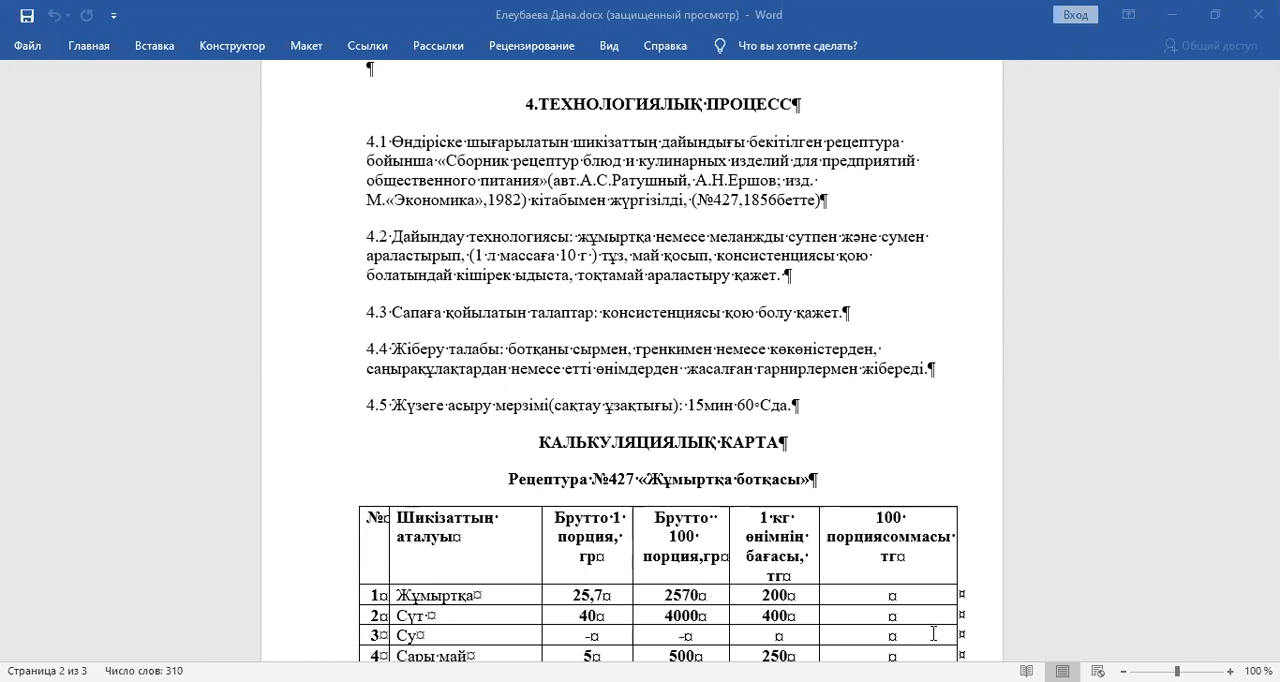 Елеубаева Дана.docx (защищенный просмотр) - Word
Вход
Файл Главная Вставка Конструктор Макет Ссылки Рассылки Рецензирование Вид Справка Что вы хотите сделать? Общий доступ
¶
4.ТЕХНОЛОГИЯЛЫҚ·ПРОЦЕСС¶
4.1·Өндіріске·шығарылатын·шикізаттың·дайындығы·бекітілген·рецептура·
бойынша·«Сборник·рецептур·блюд·и·кулинарных·изделий·для·предприятий·
общественного·питания»(авт.А.С.Ратушный,·А.Н.Ершов;·изд.·
М.«Экономика»,1982)·кітабымен·жүргізілді,·(№427,1856бетте)¶
4.2·Дайындау·технологиясы:·жұмыртқа·немесе·меланжды·сутпен·және·сумен·
араластырып,·(1·л·массаға·10·г·)·тұз,·май·қосып,·консистенциясы·қою·
болатындай·кішірек·ыдыста,·тоқтамай·араластыру·қажет.·¶
4.3·Сапаға·қойылатын·талаптар:·консистенциясы·қою·болу·қажет.¶
4.4·Жіберу·талабы:·ботқаны·сырмен,·гренкимен·немесе·көкөністерден,·
саңырақұлақтардан·немесе·етті·өнімдерден··жасалған·гарнирлермен·жібереді.¶
4.5·Жүзеге·асыру·мерзімі(сақтау·ұзақтығы):·15мин·60◦Сда.¶
КАЛЬКУЛЯЦИЯЛЫҚ·КАРТА¶
Рецептура·№427·«Жұмыртқа·ботқасы»¶
№¤ Шикізаттың· Брутто·1· Брутто·· 1·кг· 100·
аталуы¤ порция,· 100· өнімнің· порциясоммасы·
гр¤ порция,гр¤ бағасы,· тг¤
тг¤
1¤ Жұмыртқа¤ 25,7¤ 2570¤ 200¤ ¤ ¤
2¤ Сүт·¤ 40¤ 4000¤ 400¤ ¤ ¤
3¤ Су¤ -¤ -¤ ¤ ¤ ¤
4¤ Сары·май¤ 5¤ 500¤ 250¤ ¤ ¤
Страница 2 из 3 Число слов: 310 100 %